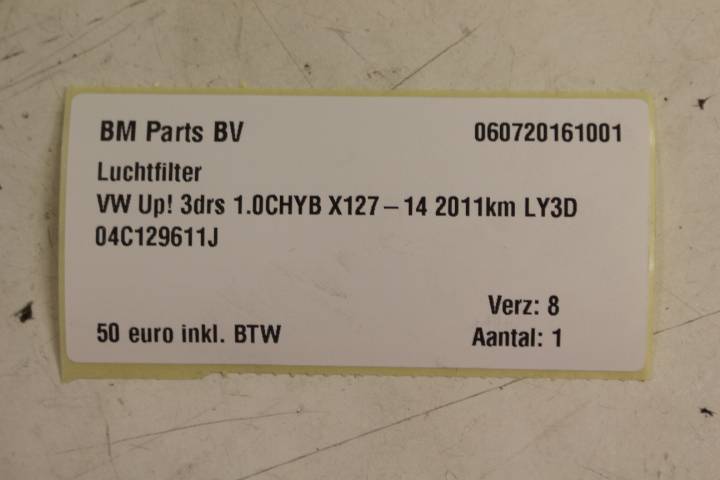 BM Parts BV 060720161001
Luchtfilter
VW Up! 3drs 1.0CHYB X127-14 2011km LY3D
04C129611J
Verz: 8
50 euro inkl. BTW Aantal: 1